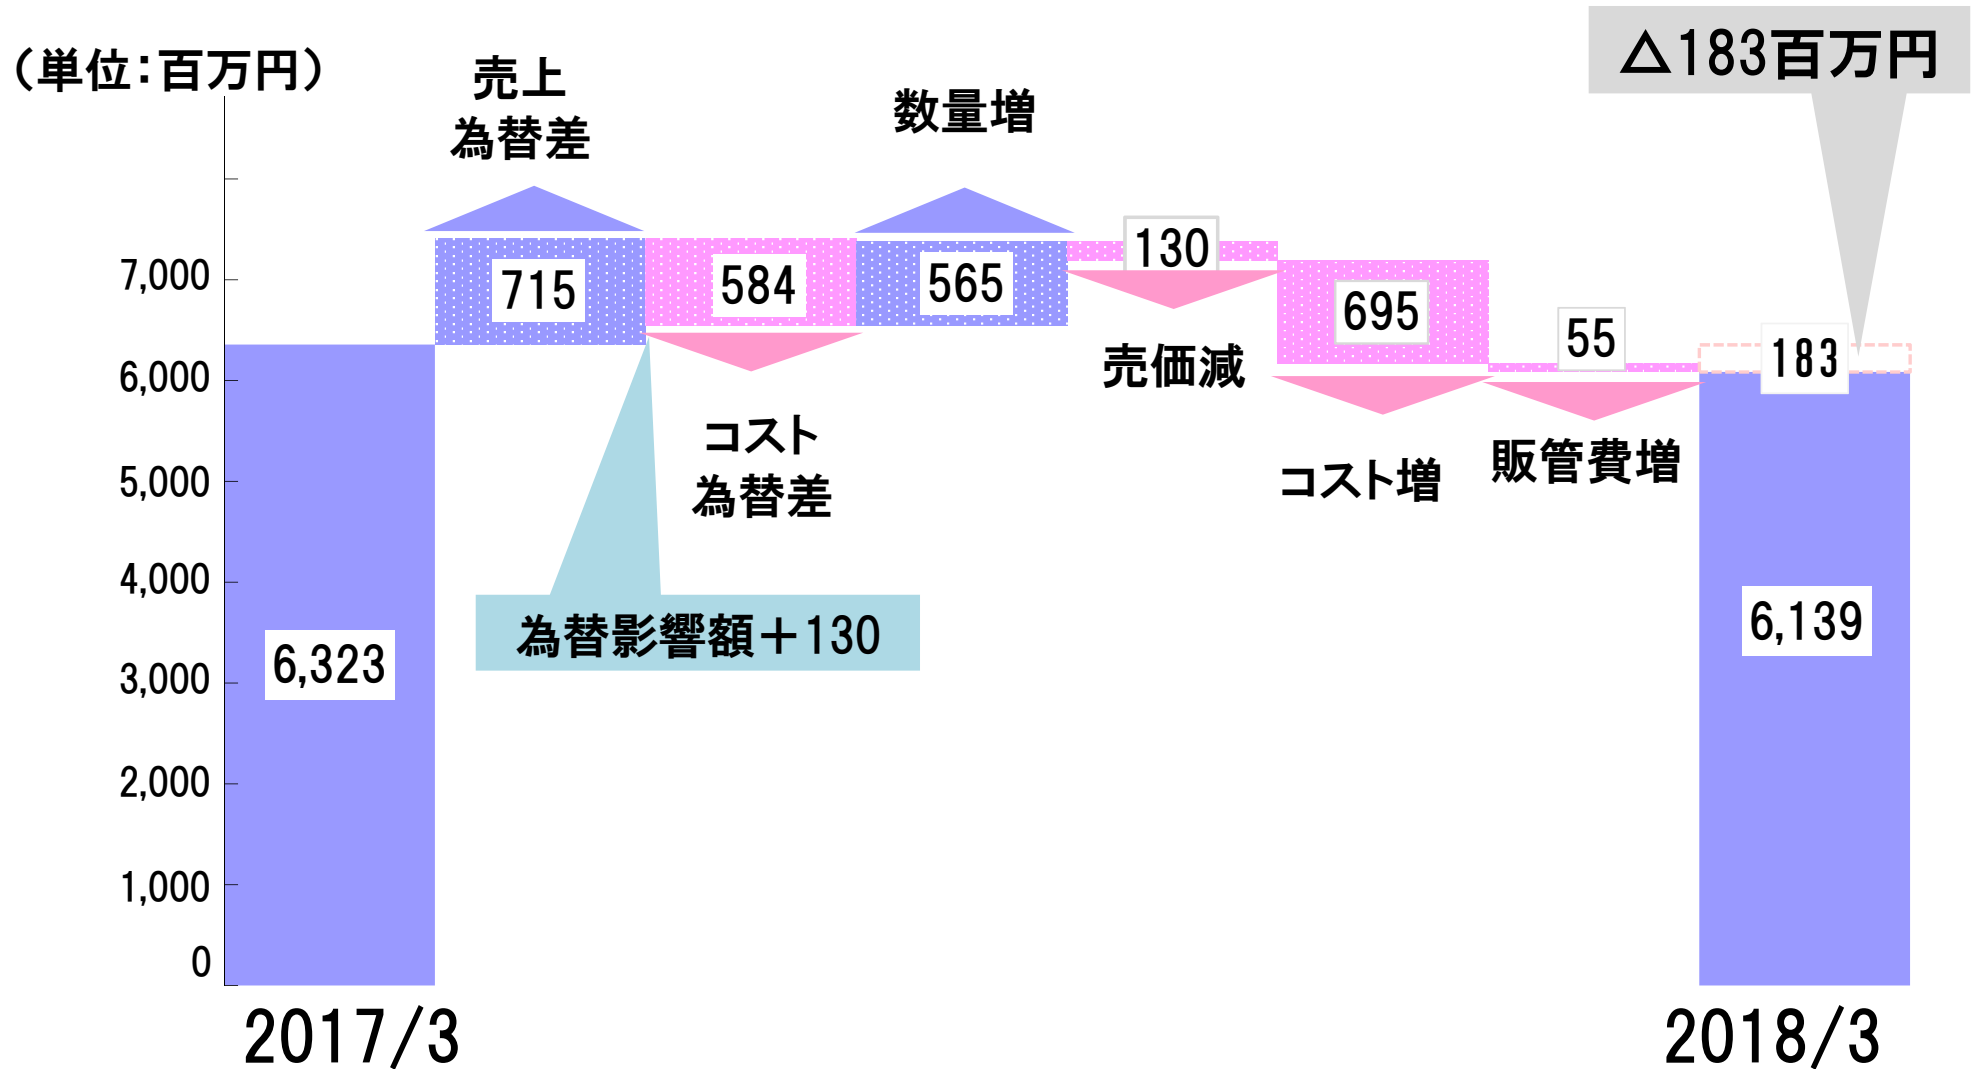 （単位：百万円）
△183百万円
売上
為替差
数量増
715
584
565
130
695
55
183
売価減
コスト
為替差
コスト増
販管費増
為替影響額＋130
7,000
6,000
5,000
4,000
3,000
2,000
1,000
0
6,323
6,139
2017/3
2018/3